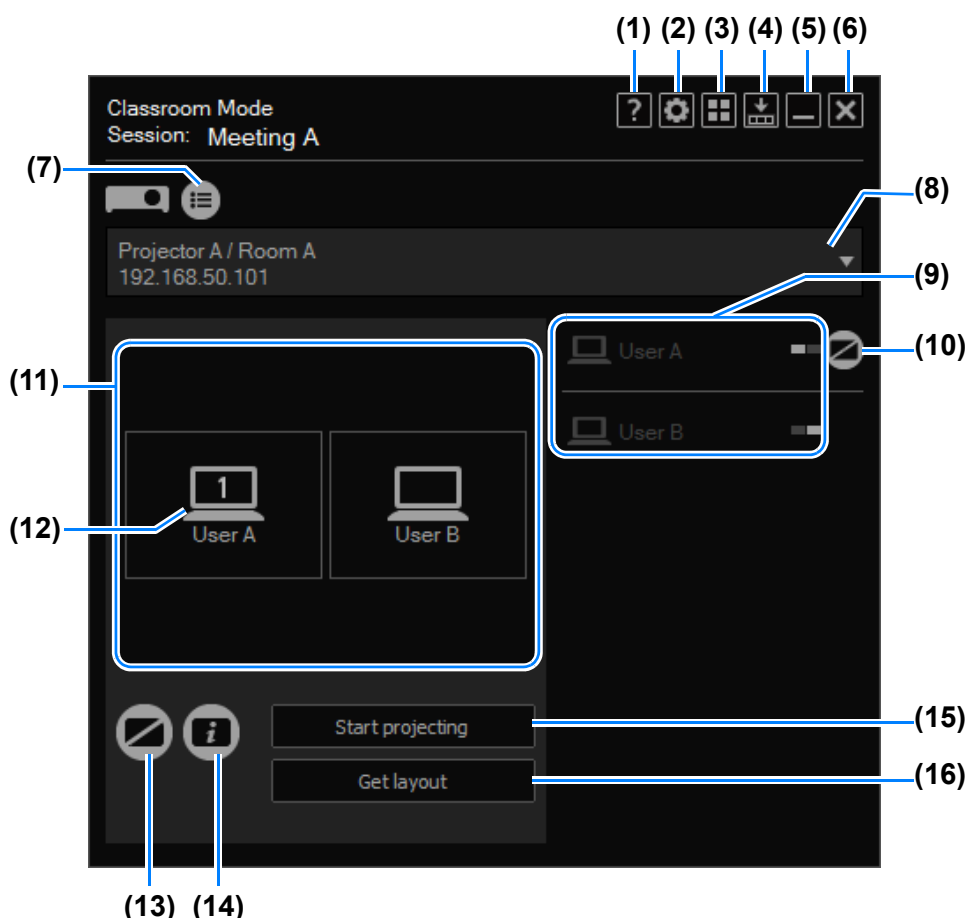 (1) (2) (3) (4) (5) (6)
?
Classroom Mode
Session: Meeting A
(7)
(8)
Projector A / Room A
192.168.50.101
(9)
User A
(10)
(11)
User B
1
User A
User B
(12)
Start projecting
(15)
i
Get layout
(16)
(13) (14)